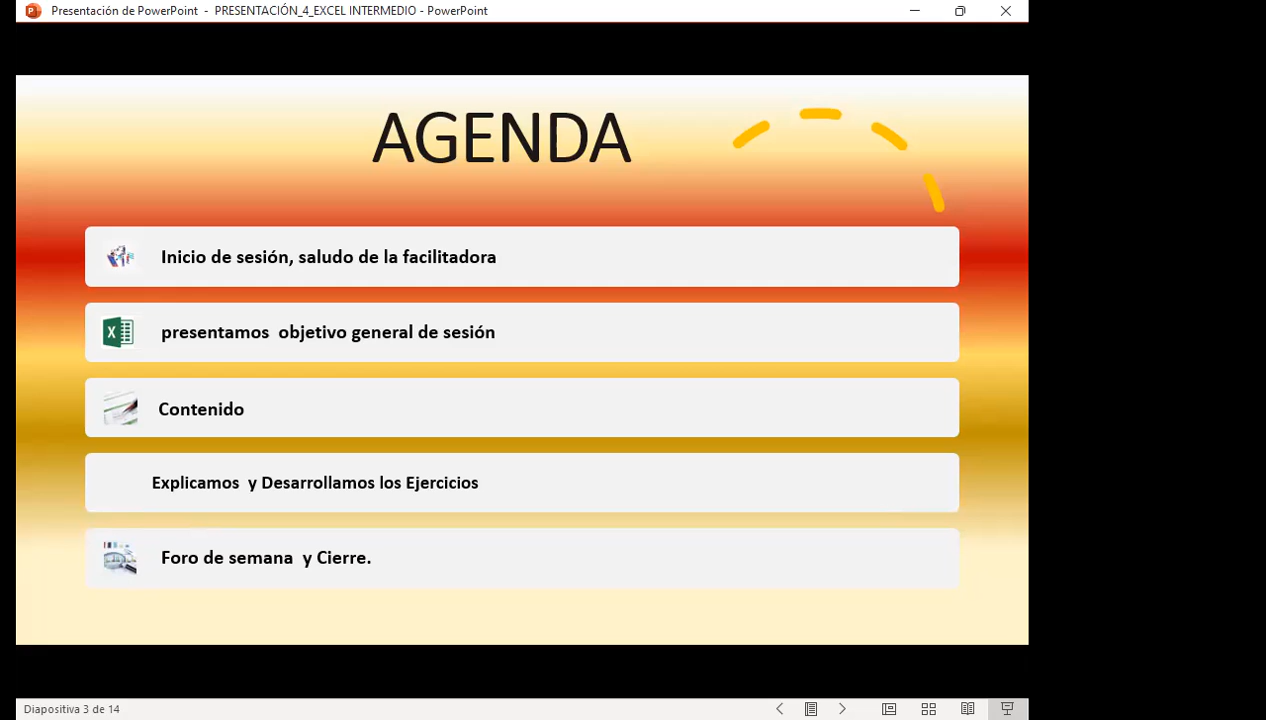 Presentación de PowerPoint - PRESENTACIÓN_4_EXCEL INTERMEDIO - PowerPoint
AGENDA
Inicio de sesión, saludo de la facilitadora
presentamos objetivo general de sesión
Contenido
Explicamos y Desarrollamos los Ejercicios
Foro de semana y Cierre.
Diapositiva 3 de 14